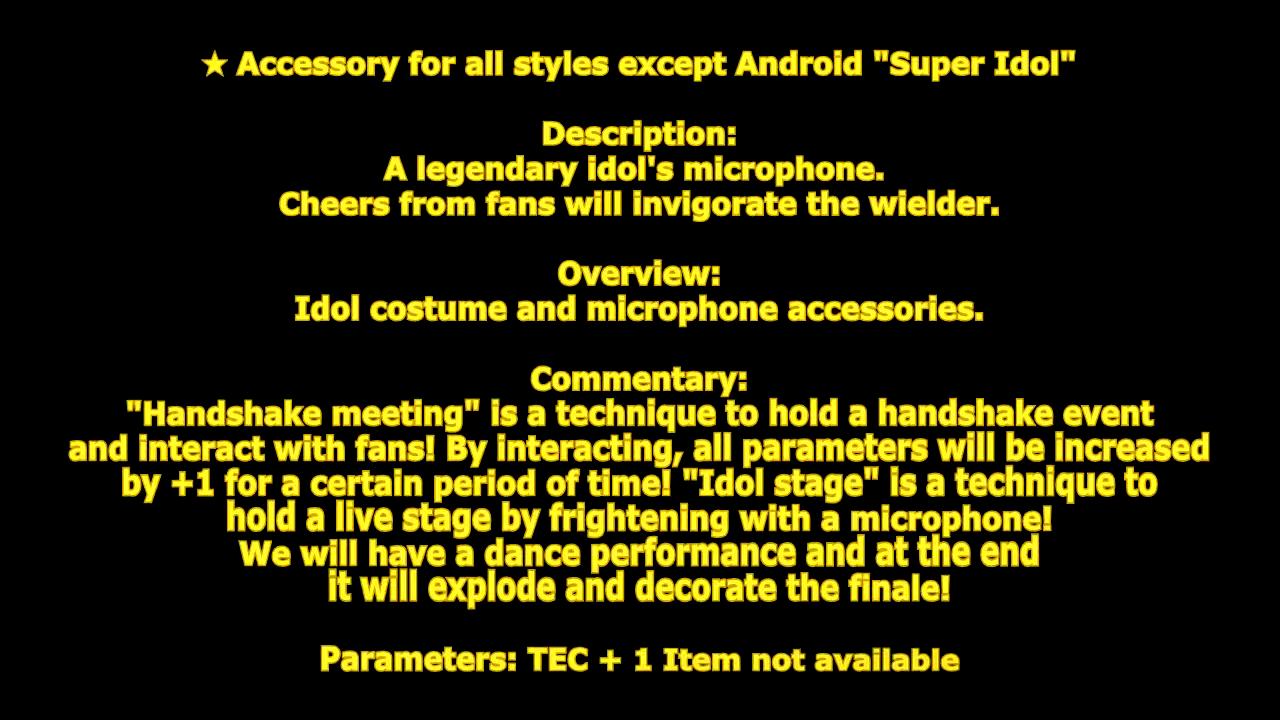 ★ Accessory for all styles except Android "Super Idol"
Description:
A legendary idol's microphone.
Cheers from fans will invigorate the wielder.
Overview:
Idol costume and microphone accessories.
Commentary:
"Handshake meeting" is a technique to hold a handshake event
and interact with fans! By interacting, all parameters will be increased
by +1 for a certain period of time! "Idol stage" is a technique to
hold a live stage by frightening with a microphone!
We will have a dance performance and at the end
it will explode and decorate the finale!
Parameters: TEC + 1 Item not available